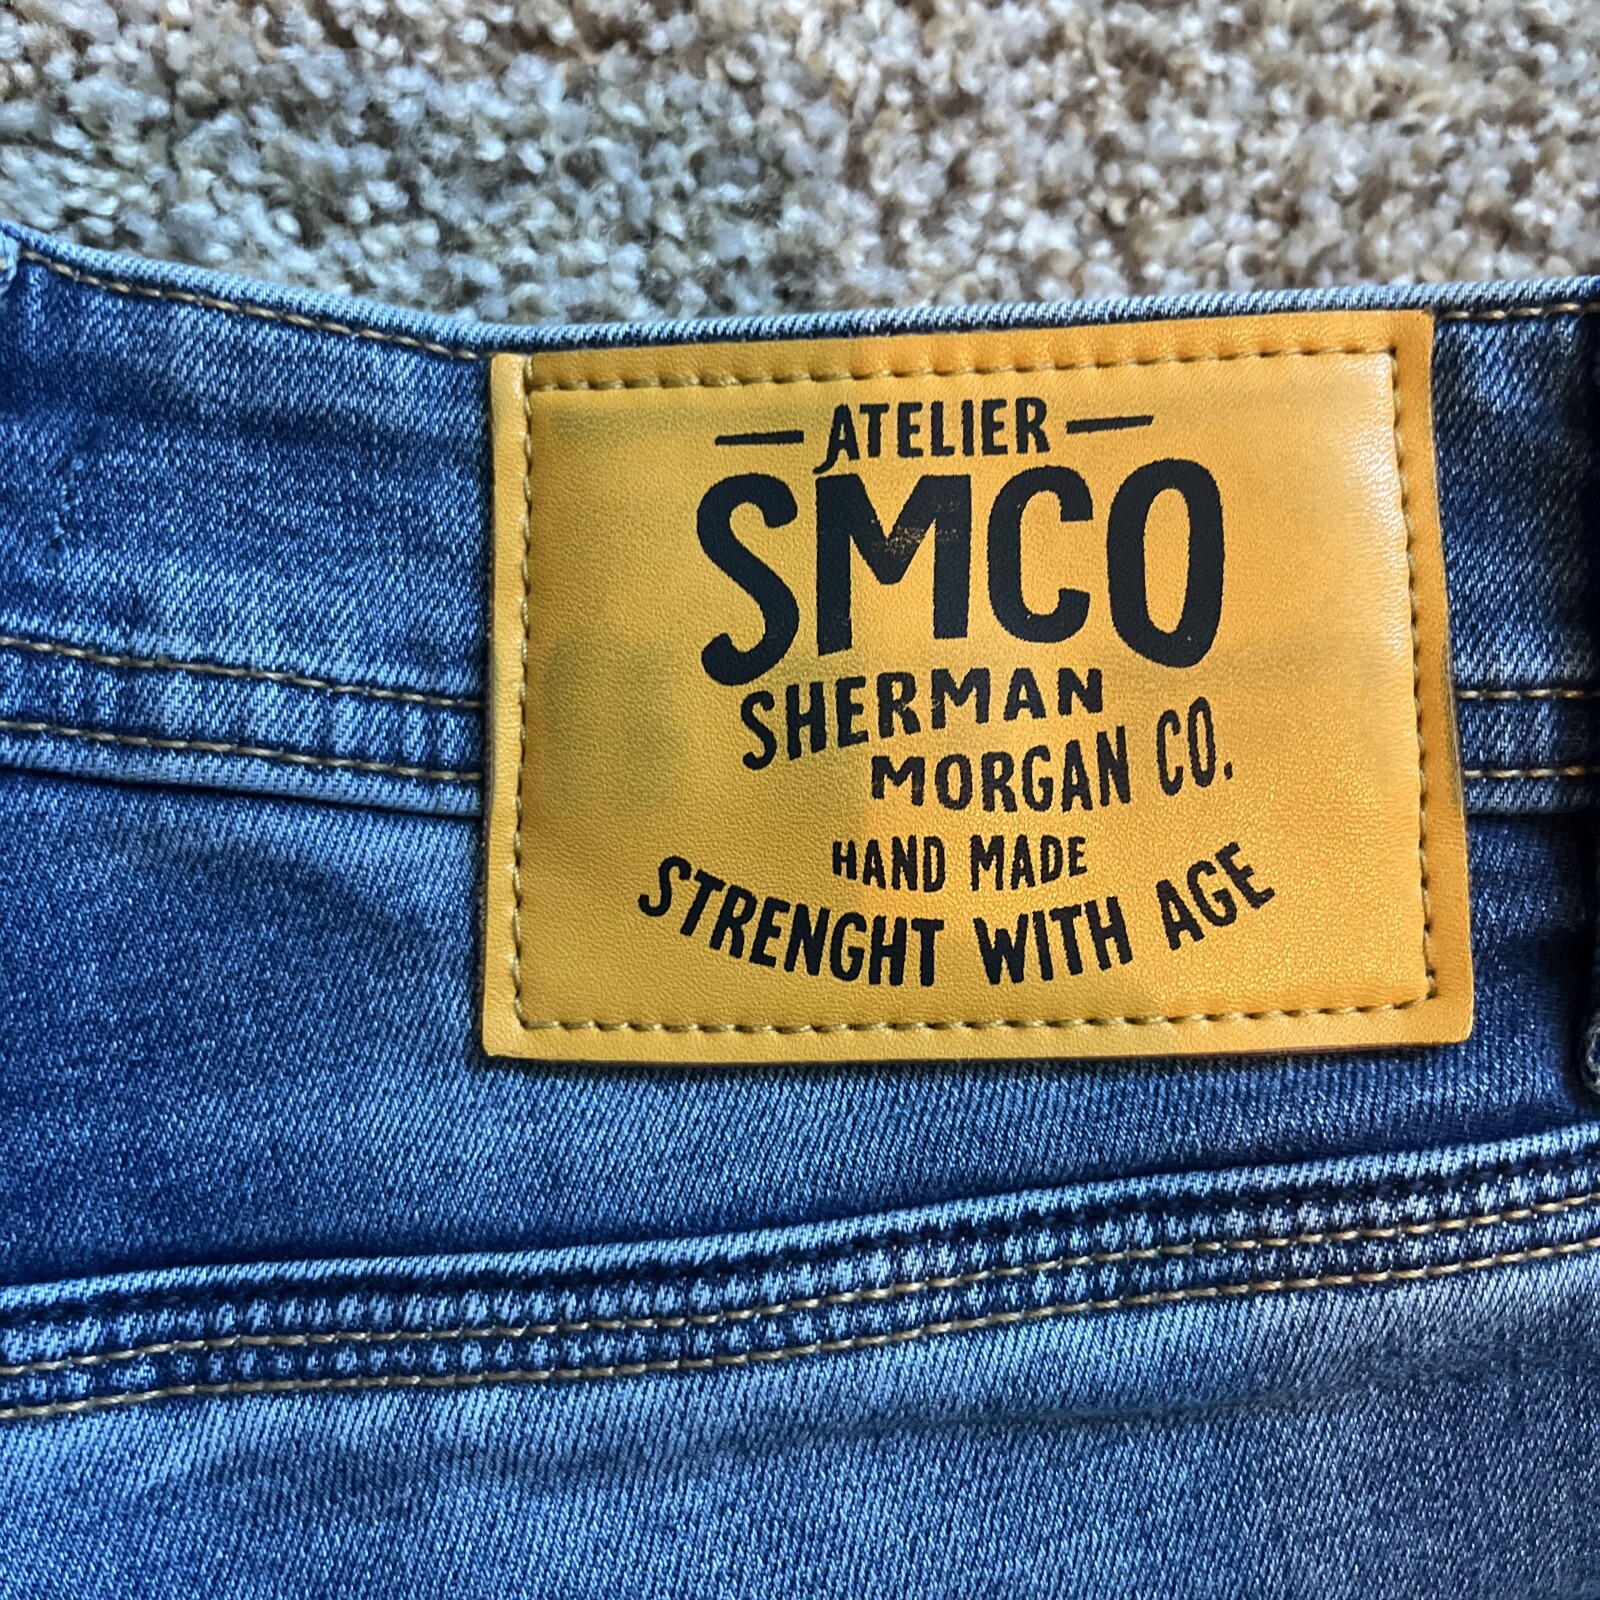 — ATELIER —
SMCO
SHERMAN
MORGAN CO.
HAND MADE
STRENGHT WITH AGE